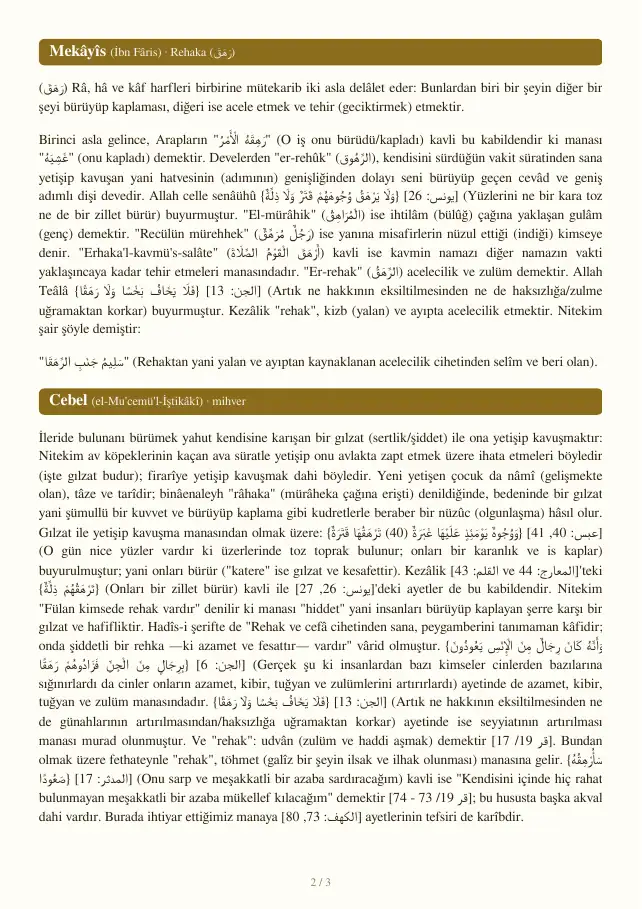 Mekâyîs (İbn Fâris) · Rehaka (رَهَقَ)
(رَهَقَ) Râ, hâ ve kâf harfleri birbirine mütekarib iki asla delâlet eder: Bunlardan biri bir şeyin diğer bir
şeyi bürüyüp kaplaması, diğeri ise acele etmek ve tehir (geciktirmek) etmektir.
Birinci asla gelince, Arapların "رَهِقَهُ الْأَمْرُ" (O iş onu bürüdü/kapladı) kavli bu kabildendir ki manası
"غَشِيَهُ" (onu kapladı) demektir. Develerden "er-rehûk" (الرَّهُوق), kendisini sürdüğün vakit süratinden sana
yetişip kavuşan yani hatvesinin (adımının) genişliğinden dolayı seni bürüyüp geçen cevâd ve geniş
adımlı dişi devedir. Allah celle senâühû {وَلَا يَرْهَقُ وُجُوهَهُمْ قَتَرٌ وَلَا ذِلَّةٌ} [يونس: 26] (Yüzlerini ne bir kara toz
ne de bir zillet bürür) buyurmuştur. "El-mürâhik" (الْمُرَاهِقُ) ise ihtilâm (bülûğ) çağına yaklaşan gulâm
(genç) demektir. "Recülün mürehhek" (رَجُلٌ مُرَهَّقٌ) ise yanına misafirlerin nüzul ettiği (indiği) kimseye
denir. "Erhaka'l-kavmü's-salâte" (أَرْهَقَ الْقَوْمُ الصَّلَاةَ) kavli ise kavmin namazı diğer namazın vakti
yaklaşıncaya kadar tehir etmeleri manasındadır. "Er-rehak" (الرَّهَقُ) acelecilik ve zulüm demektir. Allah
Teâlâ {فَلَا يَخَافُ بَخْسًا وَلَا رَهَقًا} [الجن: 13] (Artık ne hakkının eksiltilmesinden ne de haksızlığa/zulme
uğramaktan korkar) buyurmuştur. Kezâlik "rehak", kizb (yalan) ve ayıpta acelecilik etmektir. Nitekim
şair şöyle demiştir:
"سَلِيمُ جَنْبِ الرَّهَقَا" (Rehaktan yani yalan ve ayıptan kaynaklanan acelecilik cihetinden selîm ve beri olan).
Cebel (el-Mu'cemü'l-İştikâkî) · mihver
İleride bulunanı bürümek yahut kendisine karışan bir gılzat (sertlik/şiddet) ile ona yetişip kavuşmaktır:
Nitekim av köpeklerinin kaçan ava süratle yetişip onu avlakta zapt etmek üzere ihata etmeleri böyledir
(işte gılzat budur); firarîye yetişip kavuşmak dahi böyledir. Yeni yetişen çocuk da nâmî (gelişmekte
olan), tâze ve tarîdir; binâenaleyh "râhaka" (mürâheka çağına erişti) denildiğinde, bedeninde bir gılzat
yani şümullü bir kuvvet ve bürüyüp kaplama gibi kudretlerle beraber bir nüzûc (olgunlaşma) hâsıl olur.
Gılzat ile yetişip kavuşma manasından olmak üzere: {وَوُجُوهٌ يَوْمَئِذٍ عَلَيْهَا غَبَرَةٌ (40) تَرْهَقُهَا قَتَرَةٌ} [عبس: 40, 41]
(O gün nice yüzler vardır ki üzerlerinde toz toprak bulunur; onları bir karanlık ve is kaplar)
buyurulmuştur; yani onları bürür ("katere" ise gılzat ve kesafettir). Kezâlik [القلم: 43 ve المعارج: 44]'teki
{تَرْهَقُهُمْ ذِلَّةٌ} (Onları bir zillet bürür) kavli ile [يونس: 26, 27]'deki ayetler de bu kabildendir. Nitekim
"Fülan kimsede rehak vardır" denilir ki manası "hiddet" yani insanları bürüyüp kaplayan şerre karşı bir
gılzat ve hafifliktir. Hadîs-i şerifte de "Rehak ve cefâ cihetinden sana, peygamberini tanımaman kâfidir;
onda şiddetli bir rehka —ki azamet ve fesattır— vardır" vârid olmuştur. {وَأَنَّهُ كَانَ رِجَالٌ مِنَ الْإِنْسِ يَعُوذُونَ
بِرِجَالٍ مِنَ الْجِنِّ فَزَادُوهُمْ رَهَقًا} [الجن: 6] (Gerçek şu ki insanlardan bazı kimseler cinlerden bazılarına
sığınırlardı da cinler onların azamet, kibir, tuğyan ve zulümlerini artırırlardı) ayetinde de azamet, kibir,
tuğyan ve zulüm manasındadır. {فَلَا يَخَافُ بَخْسًا وَلَا رَهَقًا} [الجن: 13] (Artık ne hakkının eksiltilmesinden ne
de günahlarının artırılmasından/haksızlığa uğramaktan korkar) ayetinde ise seyyiatının artırılması
manası murad olunmuştur. Ve "rehak": udvân (zulüm ve haddi aşmak) demektir [قر 19/ 17]. Bundan
olmak üzere fethateynle "rehak", töhmet (galîz bir şeyin ilsak ve ilhak olunması) manasına gelir. {سَأُرْهِقُهُ
صَعُودًا} [المدثر: 17] (Onu sarp ve meşakkatli bir azaba sardıracağım) kavli ise "Kendisini içinde hiç rahat
bulunmayan meşakkatli bir azaba mükellef kılacağım" demektir [قر 19/ 73 - 74]; bu hususta başka akval
dahi vardır. Burada ihtiyar ettiğimiz manaya [الكهف: 73, 80] ayetlerinin tefsiri de karîbdir.
2 / 3